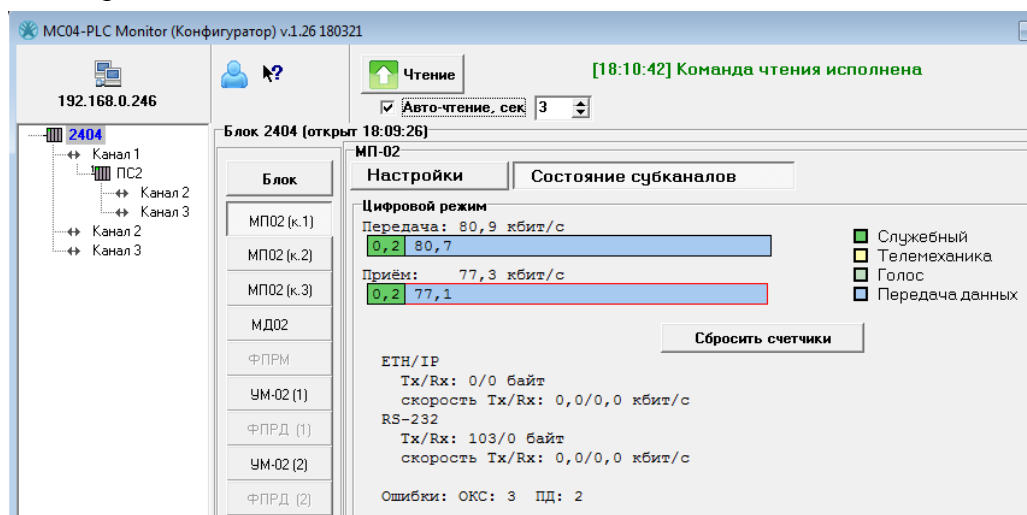 MC04-PLC Monitor (Конфигуратор) v.1.26 180321
192.168.0.246
?
Чтение
[18:10:42] Команда чтения исполнена
Авто-чтение, сек 3
2404
Канал 1
ПС2
Канал 2
Канал 3
Канал 2
Канал 3
Блок 2404 (открыт 18:09:26)
Блок
МП02 (к.1)
МП02 (к.2)
МП02 (к.3)
МД02
ФПРМ
УМ-02 (1)
ФПРД (1)
УМ-02 (2)
ФПРД (2)
МП-02
Настройки
Состояние субканалов
Цифровой режим
Передача: 80,9 кбит/с
0,2 80,7
Приём: 77,3 кбит/с
0,2 77,1
Служебный
Телемеханика
Голос
Передача данных
Сбросить счетчики
ETH/IP
Tx/Rx: 0/0 байт
скорость Tx/Rx: 0,0/0,0 кбит/с
RS-232
Tx/Rx: 103/0 байт
скорость Tx/Rx: 0,0/0,0 кбит/с
Ошибки: ОКС: 3 ПД: 2